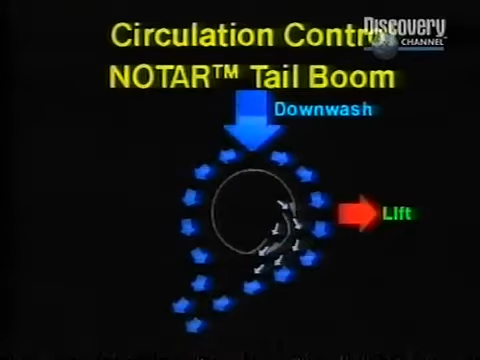 Circulation Contro
Discovery
CHANNEL
NOTAR™ Tail Boom
Downwash
Lift